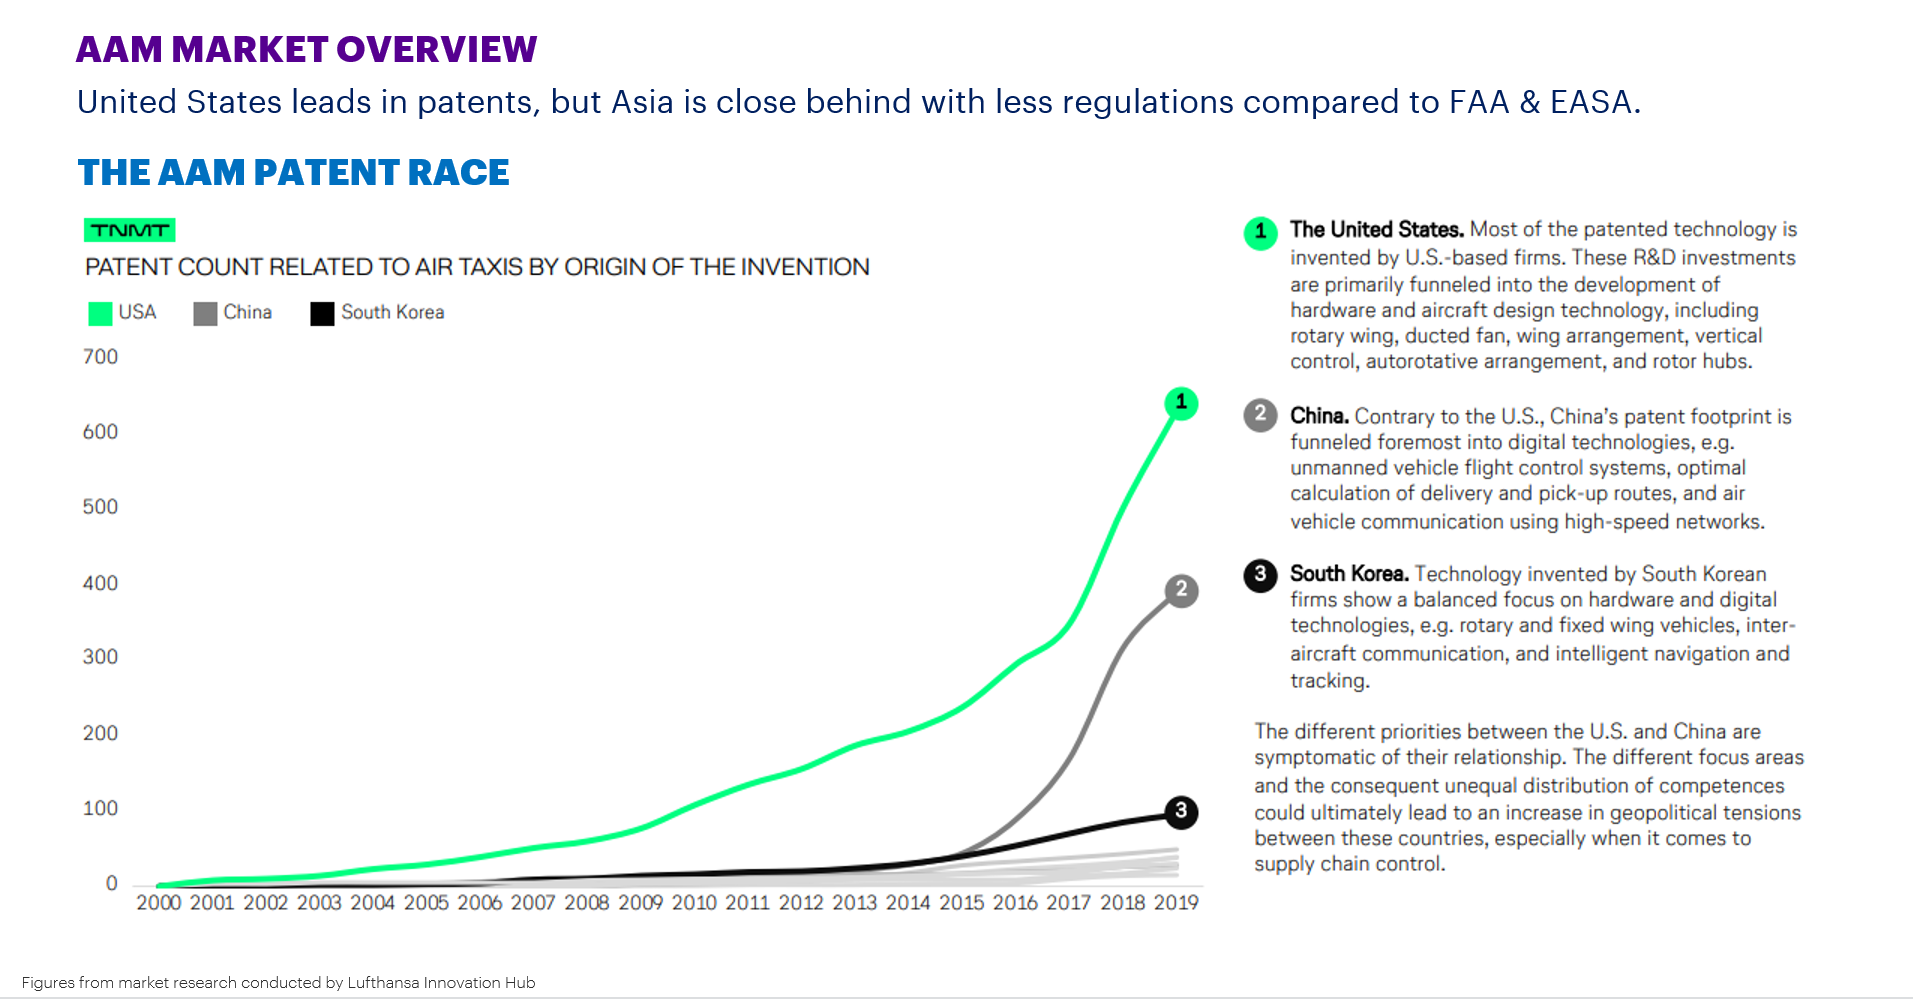 AAM MARKET OVERVIEW
United States leads in patents, but Asia is close behind with less regulations compared to FAA & EASA.
THE AAM PATENT RACE
TNMT
PATENT COUNT RELATED TO AIR TAXIS BY ORIGIN OF THE INVENTION
USA China South Korea
700
600
500
400
300
200
100
0
2000 2001 2002 2003 2004 2005 2006 2007 2008 2009 2010 2011 2012 2013 2014 2015 2016 2017 2018 2019
1
2
3
1 The United States. Most of the patented technology is
invented by U.S.-based firms. These R&D investments
are primarily funneled into the development of
hardware and aircraft design technology, including
rotary wing, ducted fan, wing arrangement, vertical
control, autorotative arrangement, and rotor hubs.
2 China. Contrary to the U.S., China's patent footprint is
funneled foremost into digital technologies, e.g.
unmanned vehicle flight control systems, optimal
calculation of delivery and pick-up routes, and air
vehicle communication using high-speed networks.
3 South Korea. Technology invented by South Korean
firms show a balanced focus on hardware and digital
technologies, e.g. rotary and fixed wing vehicles, inter-
aircraft communication, and intelligent navigation and
tracking.
The different priorities between the U.S. and China are
symptomatic of their relationship. The different focus areas
and the consequent unequal distribution of competences
could ultimately lead to an increase in geopolitical tensions
between these countries, especially when it comes to
supply chain control.
Figures from market research conducted by Lufthansa Innovation Hub